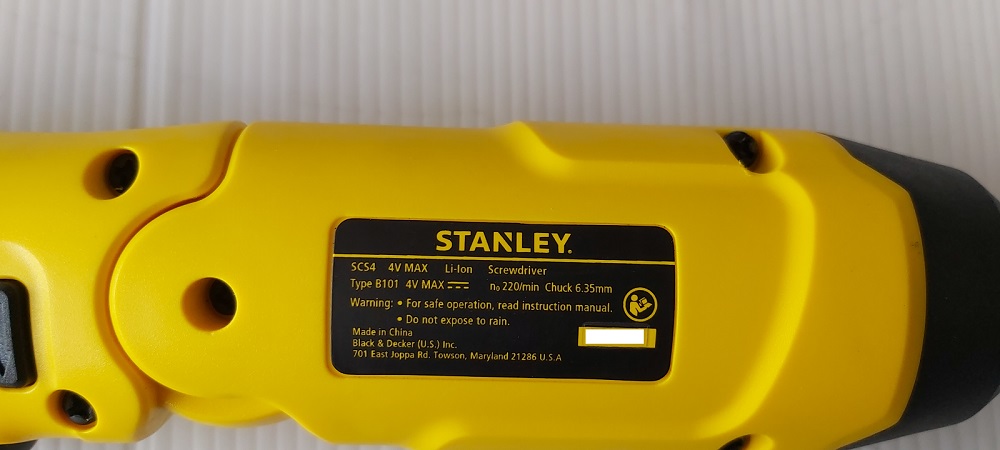 STANLEY.
SCS4 4V MAX Li-Ion Screwdriver
Type B101 4V MAX n₀ 220/min Chuck 6.35mm
Warning: • For safe operation, read instruction manual.
• Do not expose to rain.
Made in China
Black & Decker (U.S.) Inc.
701 East Joppa Rd. Towson, Maryland 21286 U.S.A